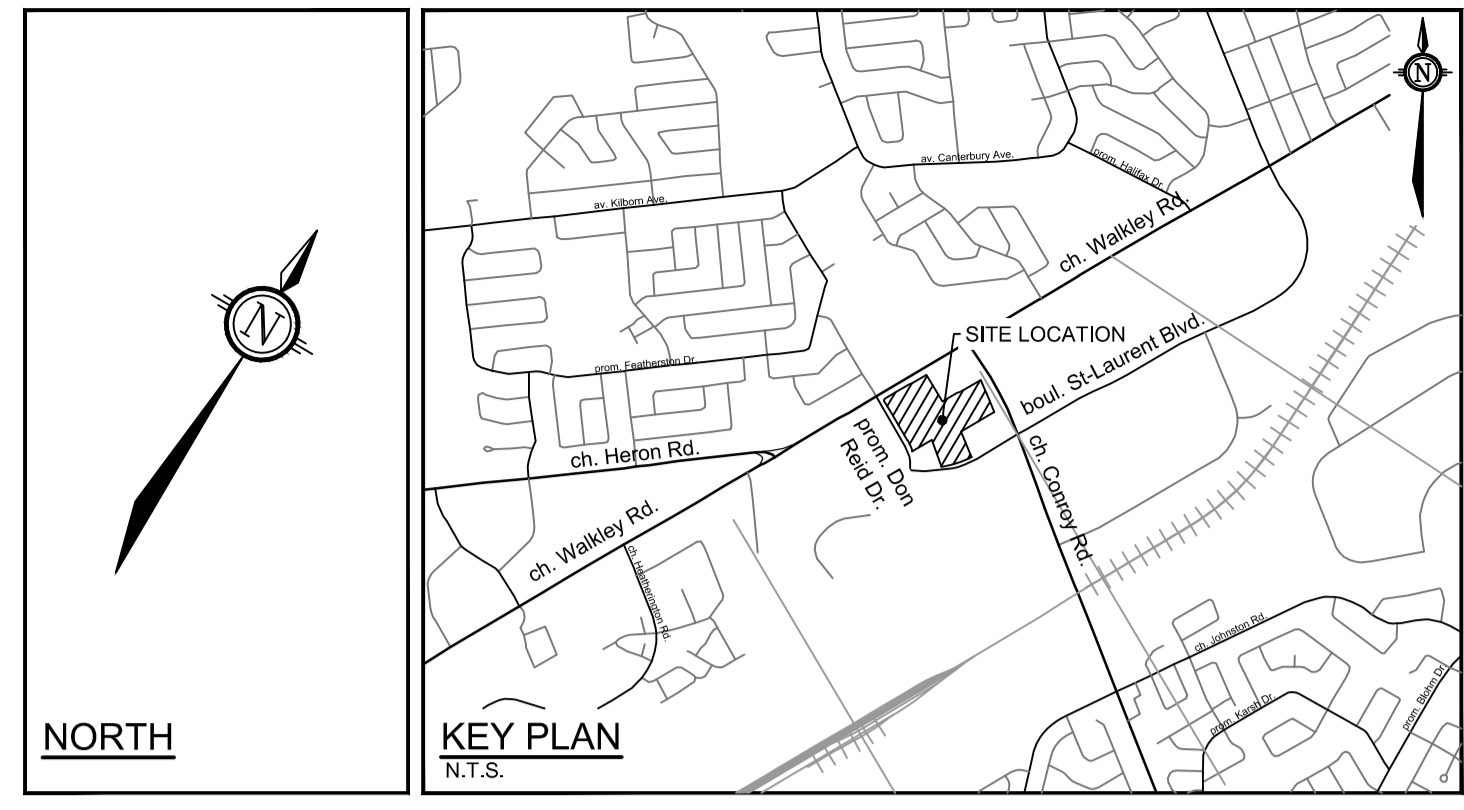 N
NORTH
N
av. Canterbury Ave.
prom. Halifax Dr.
av. Kilborn Ave.
ch. Walkley Rd.
SITE LOCATION
boul. St-Laurent Blvd.
prom. Featherston Dr.
prom. Don
Reid Dr.
ch. Heron Rd.
ch. Conroy Rd.
ch. Walkley Rd.
ch. Heatherington Rd.
ch. Johnston Rd.
prom. Karsh Dr.
prom. Blohm Dr.
KEY PLAN
N.T.S.